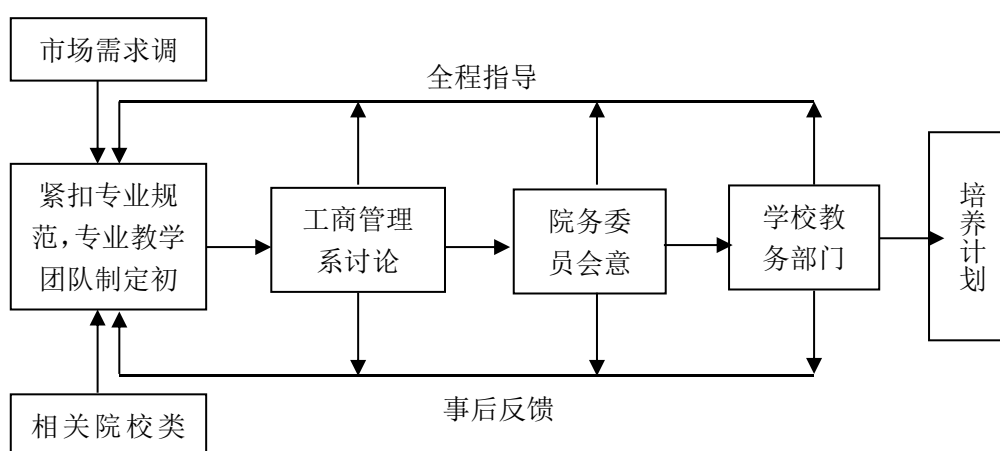 市场需求调
全程指导
紧扣专业规
范,专业教学
团队制定初
工商管理
系讨论
院务委
员会意
学校教
务部门
培
养
计
划
事后反馈
相关院校类